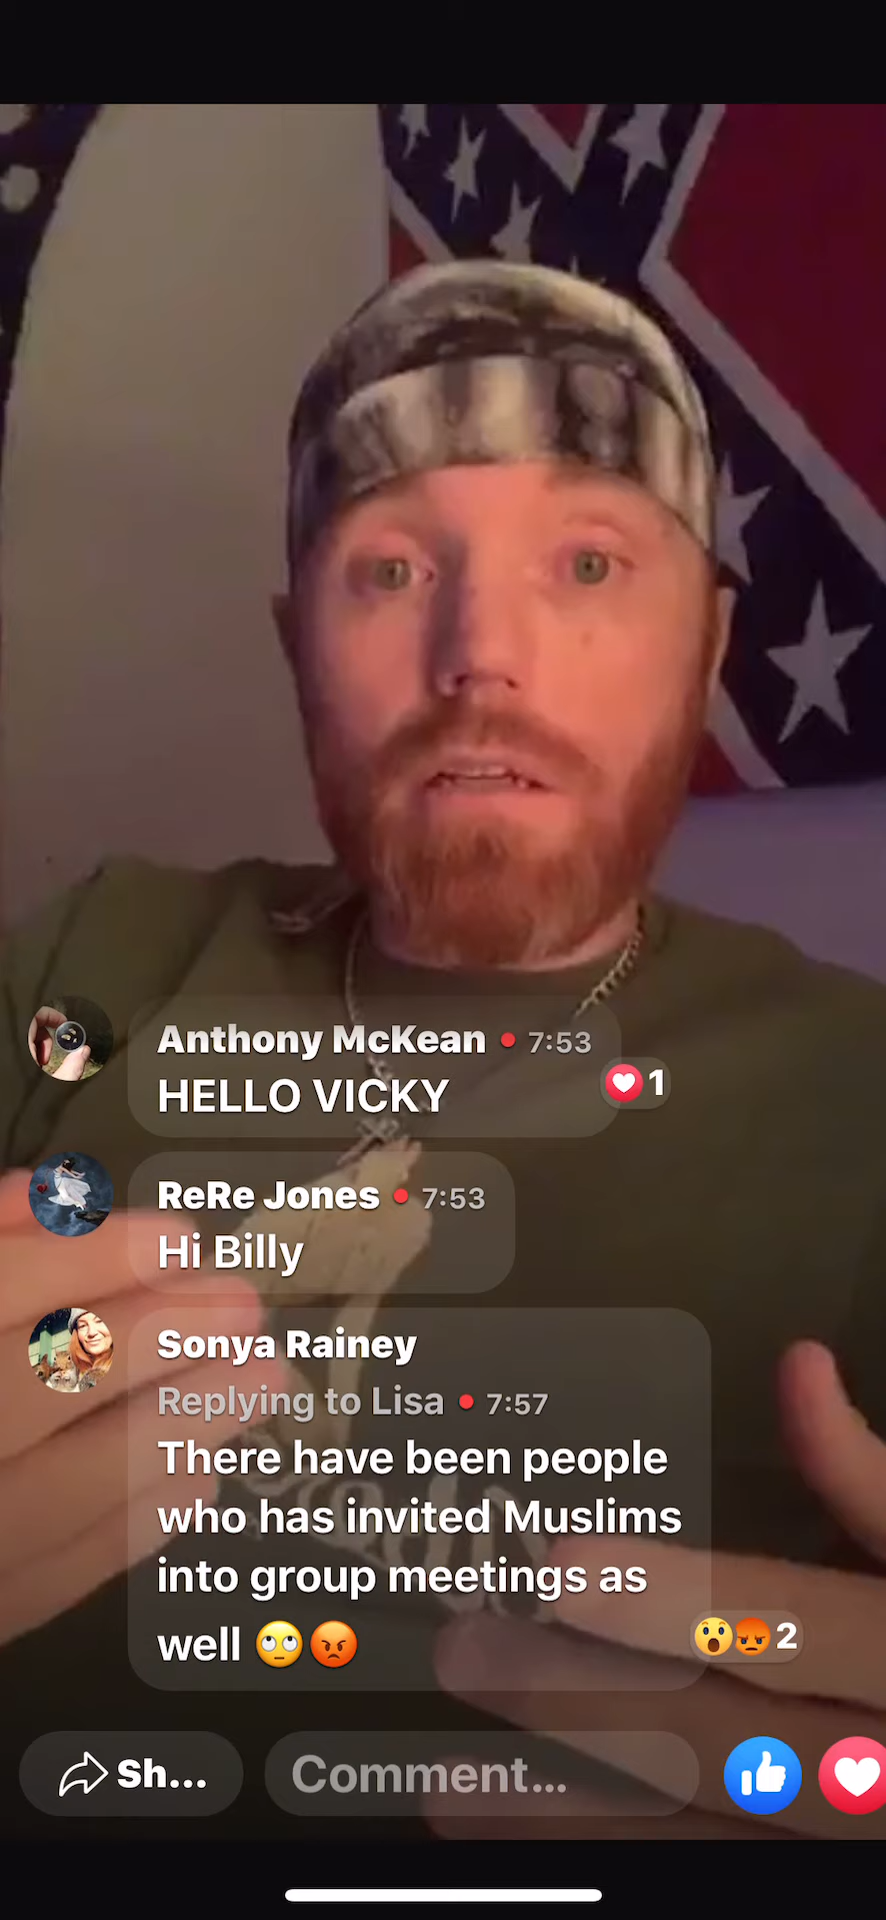 Anthony McKean • 7:53
HELLO VICKY
1
ReRe Jones • 7:53
Hi Billy
Sonya Rainey
Replying to Lisa • 7:57
There have been people
who has invited Muslims
into group meetings as
well 🙄😡
2
Sh...
Comment...